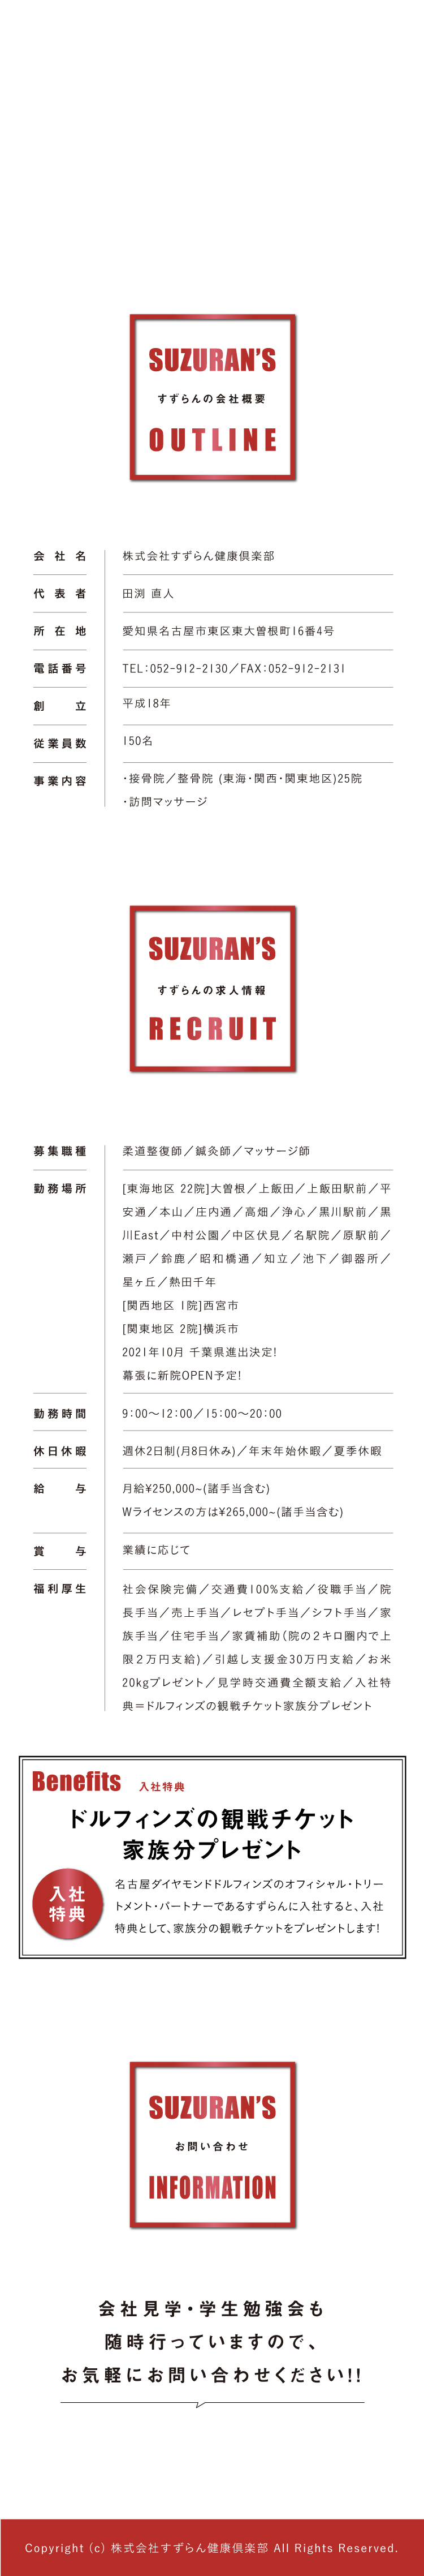 SUZURAN'S
すずらんの会社概要
OUTLINE
会社名 株式会社すずらん健康倶楽部
代表者 田渕 直人
所在地 愛知県名古屋市東区東大曽根町16番4号
電話番号 TEL：052-912-2130／FAX：052-912-2131
創立 平成18年
従業員数 150名
事業内容 ・接骨院／整骨院 (東海・関西・関東地区)25院
・訪問マッサージ
SUZURAN'S
すずらんの求人情報
RECRUIT
募集職種 柔道整復師／鍼灸師／マッサージ師
勤務場所 [東海地区 22院]大曽根／上飯田／上飯田駅前／平
安通／本山／庄内通／高畑／浄心／黒川駅前／黒
川East／中村公園／中区伏見／名駅院／原駅前／
瀬戸／鈴鹿／昭和橋通／知立／池下／御器所／
星ヶ丘／熱田千年
[関西地区 1院]西宮市
[関東地区 2院]横浜市
2021年10月 千葉県進出決定!
幕張に新院OPEN予定!
勤務時間 9：00〜12：00／15：00〜20：00
休日休暇 週休2日制(月8日休み)／年末年始休暇／夏季休暇
給与 月給¥250,000~(諸手当含む)
Wライセンスの方は¥265,000~(諸手当含む)
賞与 業績に応じて
福利厚生 社会保険完備／交通費100%支給／役職手当／院
長手当／売上手当／レセプト手当／シフト手当／家
族手当／住宅手当／家賃補助（院の２キロ圏内で上
限２万円支給)／引越し支援金30万円支給／お米
20kgプレゼント／見学時交通費全額支給／入社特
典＝ドルフィンズの観戦チケット家族分プレゼント
Benefits 入社特典
ドルフィンズの観戦チケット
家族分プレゼント
入社
特典
名古屋ダイヤモンドドルフィンズのオフィシャル・トリー
トメント・パートナーであるすずらんに入社すると、入社
特典として、家族分の観戦チケットをプレゼントします!
SUZURAN'S
お問い合わせ
INFORMATION
会社見学・学生勉強会も
随時行っていますので、
お気軽にお問い合わせください!!
Copyright (c) 株式会社すずらん健康倶楽部 All Rights Reserved.